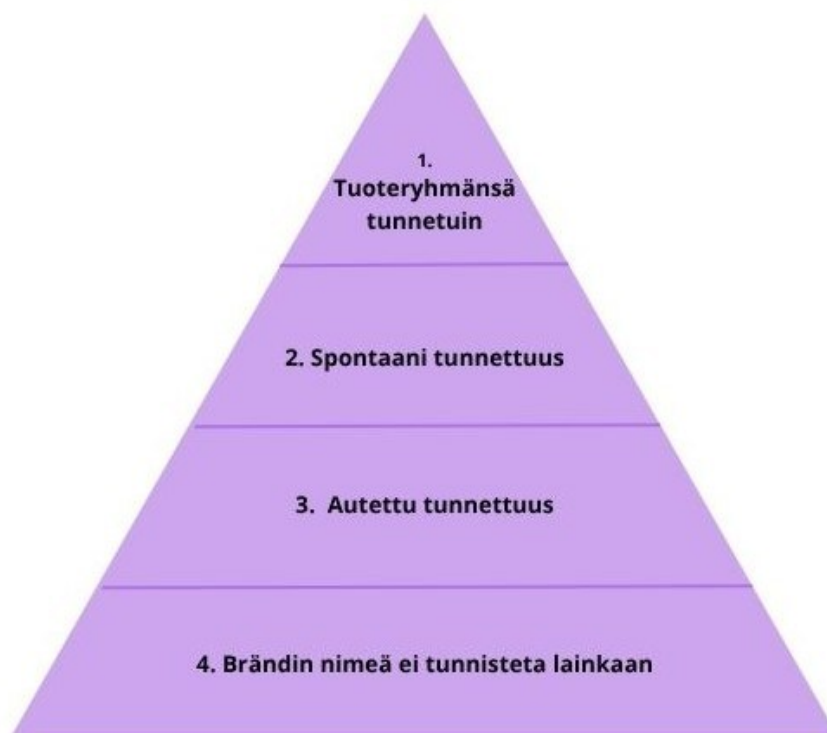 1.
Tuoteryhmänsä
tunnetuin
2. Spontaani tunnettuus
3. Autettu tunnettuus
4. Brändin nimeä ei tunnisteta lainkaan